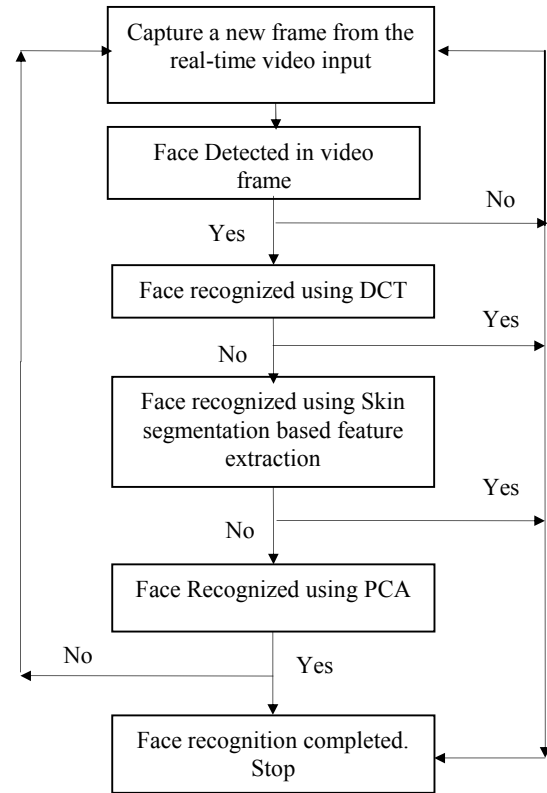 Capture a new frame from the
real-time video input
Face Detected in video
frame
No
Yes
Face recognized using DCT
Yes
No
Face recognized using Skin
segmentation based feature
extraction
Yes
No
Face Recognized using PCA
No
Yes
Face recognition completed.
Stop